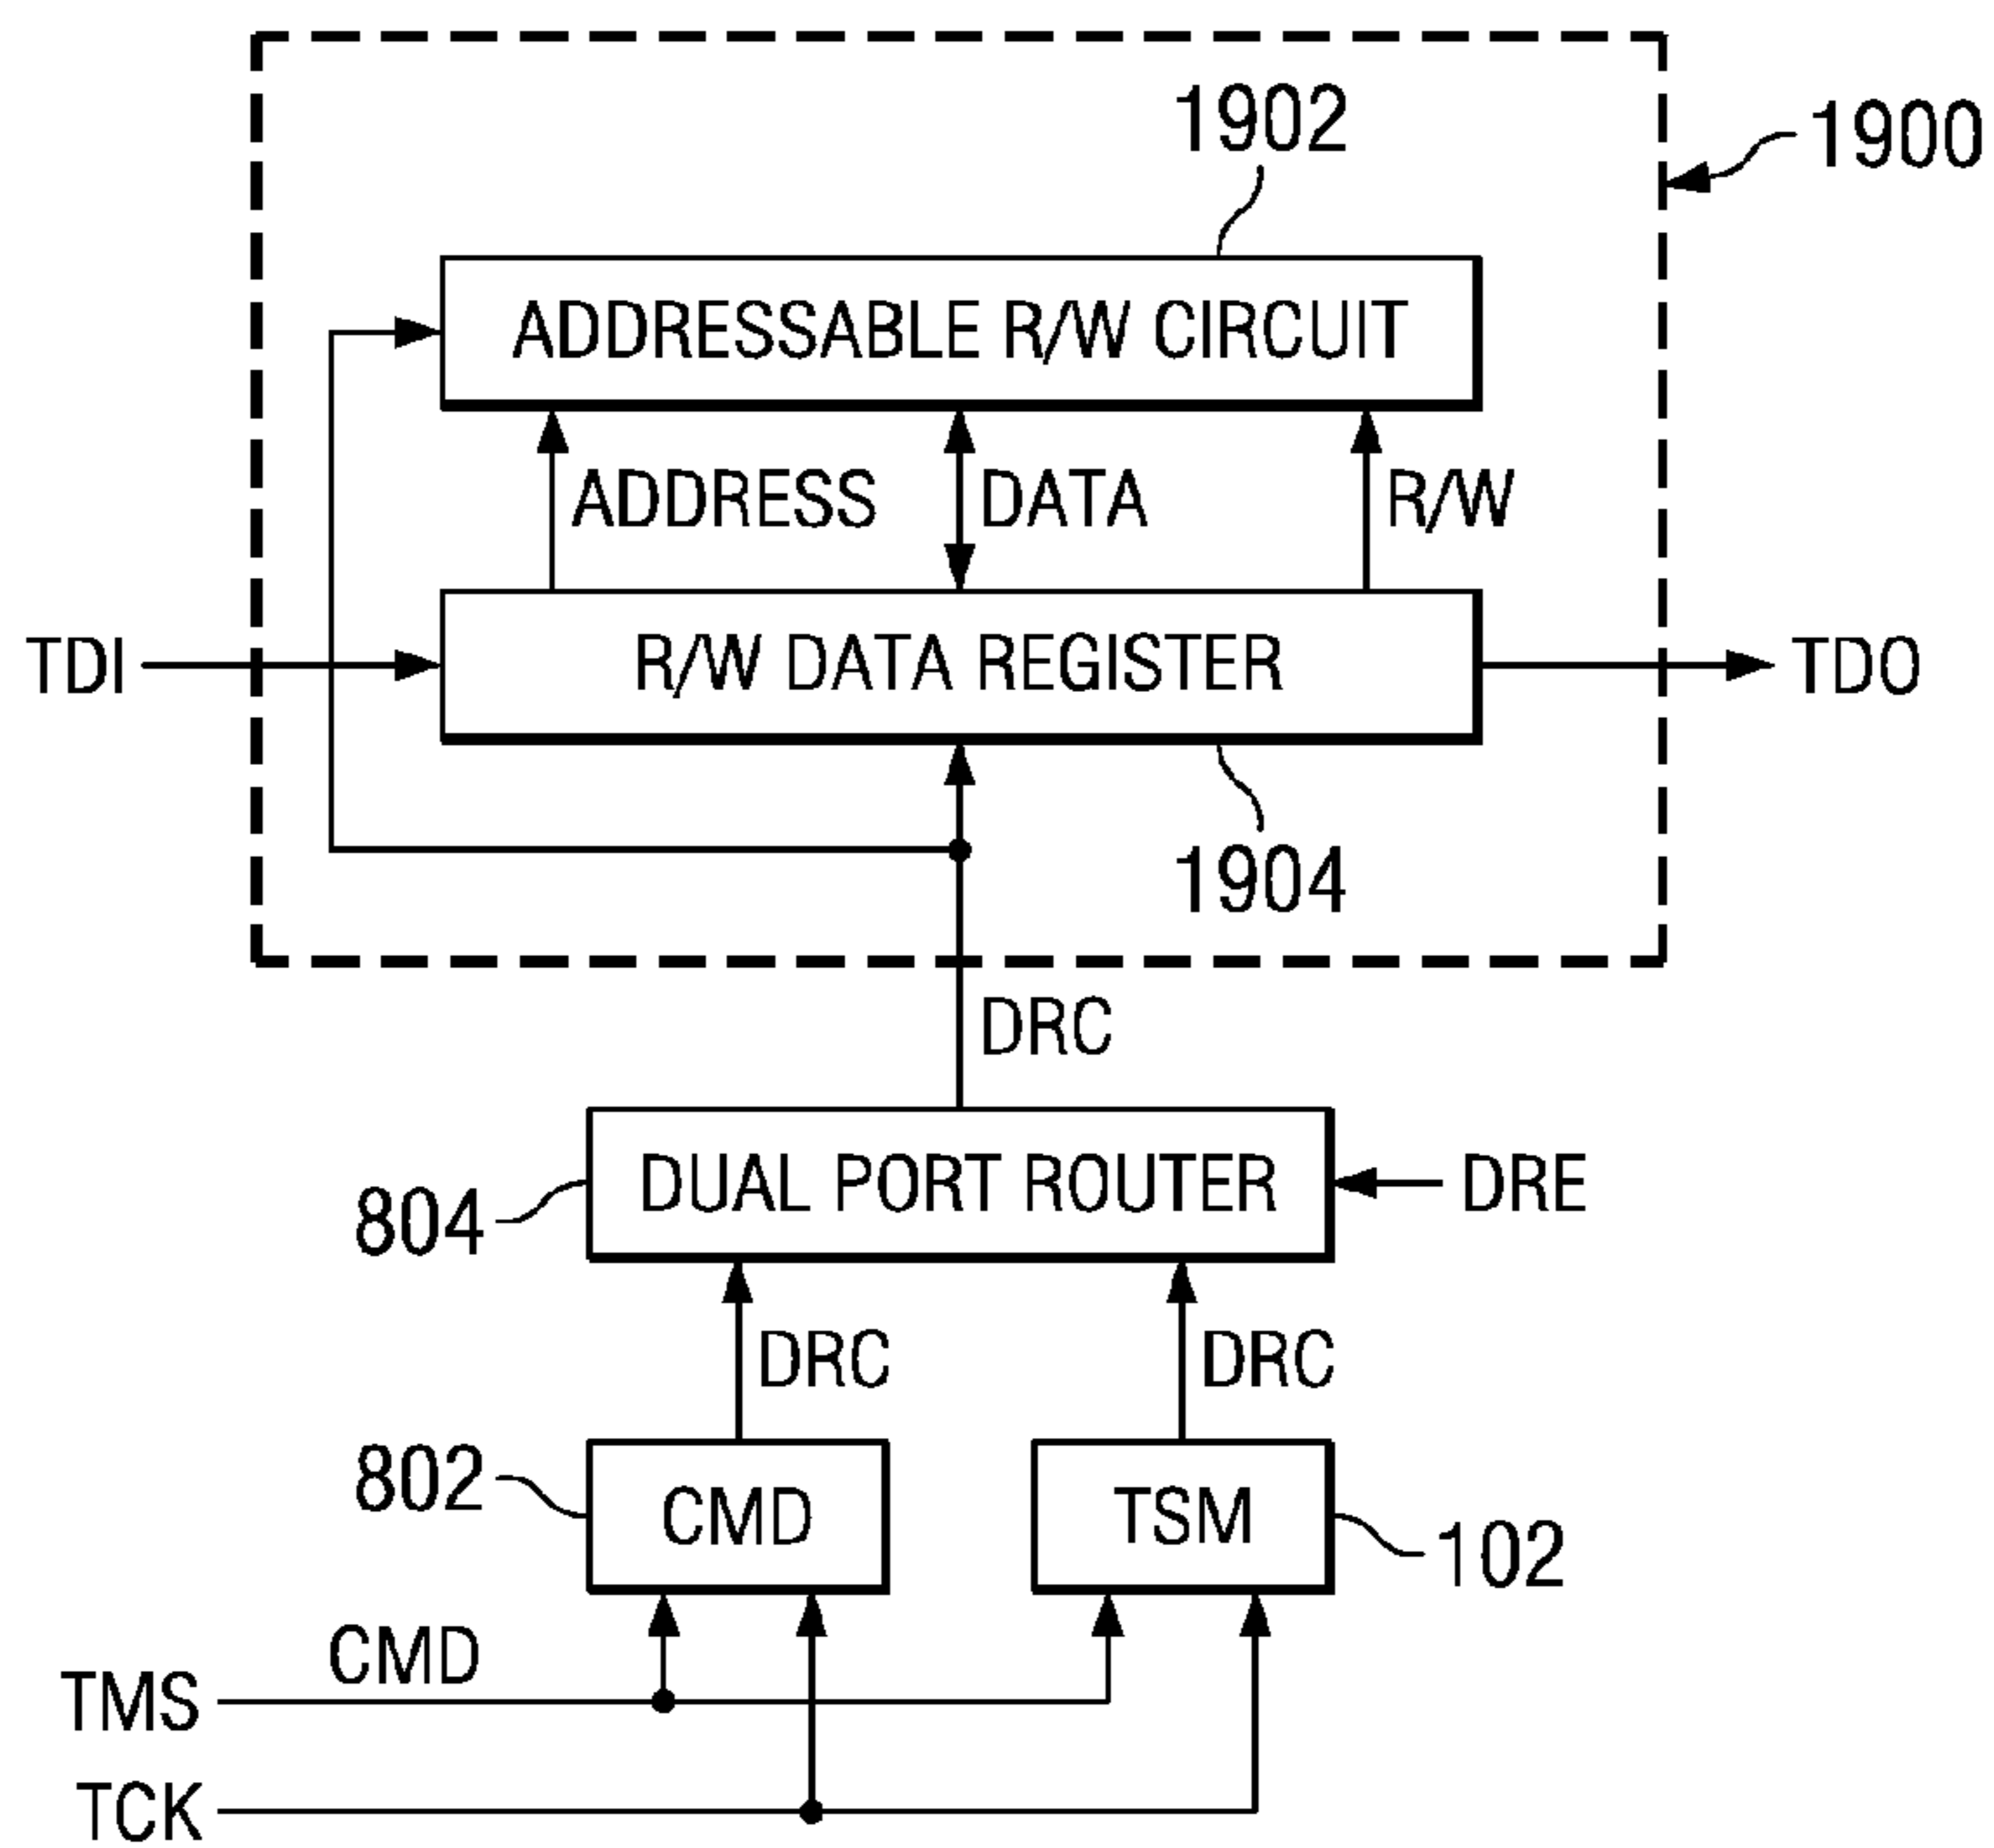 1902
1900
ADDRESSABLE R/W CIRCUIT
ADDRESS
DATA
R/W
TDI
R/W DATA REGISTER
TDO
1904
DRC
DUAL PORT ROUTER
DRE
804
DRC
DRC
802
CMD
TSM
102
CMD
TMS
TCK